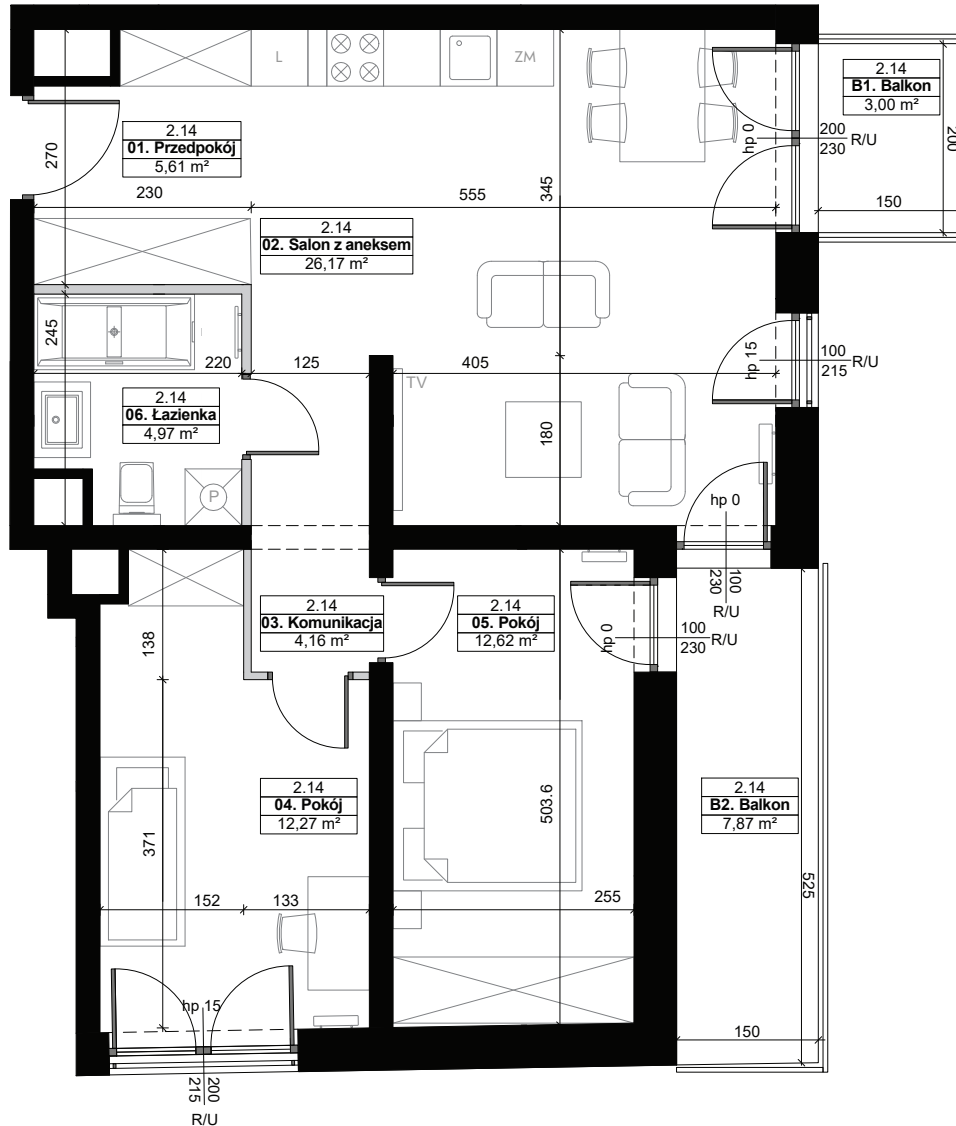 L
ZM
2.14
B1. Balkon
3,00 m²
200
2.14
01. Przedpokój
5,61 m²
270
hp 0
200
230
R/U
230
555
345
150
2.14
02. Salon z aneksem
26,17 m²
245
220
125
405
hp 15
100
215
R/U
TV
2.14
06. Łazienka
4,97 m²
180
P
hp 0
100
230
R/U
2.14
03. Komunikacja
4,16 m²
2.14
05. Pokój
12,62 m²
hp 0
100
230
R/U
138
2.14
04. Pokój
12,27 m²
503.6
2.14
B2. Balkon
7,87 m²
371
525
152
133
255
hp 15
150
200
215
R/U